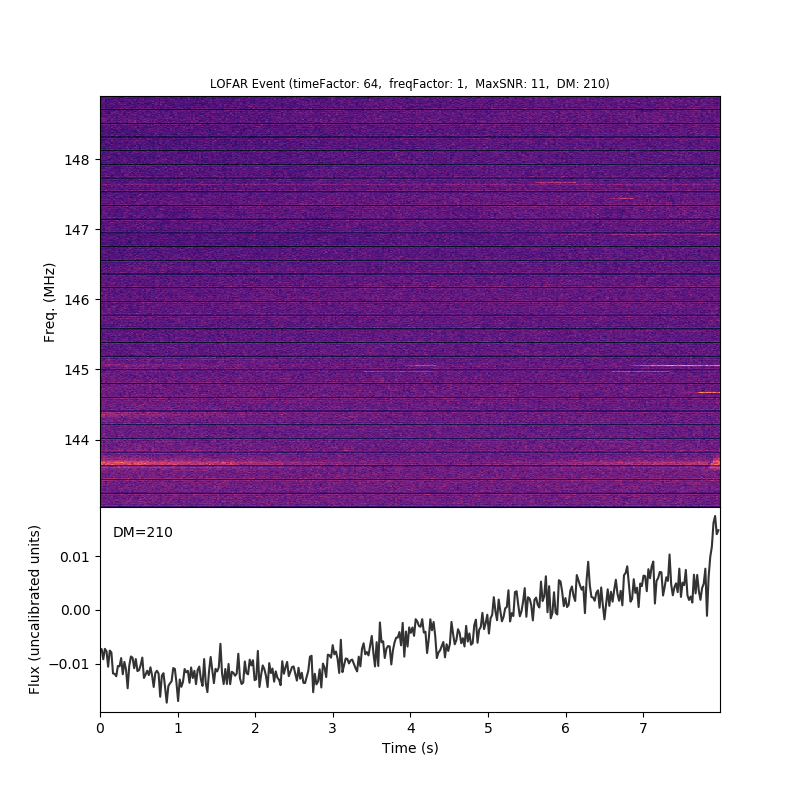 LOFAR Event (timeFactor: 64,  freqFactor: 1,  MaxSNR: 11,  DM: 210)
148
147
146
145
144
Freq. (MHz)
DM=210
0.01
0.00
−0.01
Flux (uncalibrated units)
0 1 2 3 4 5 6 7
Time (s)